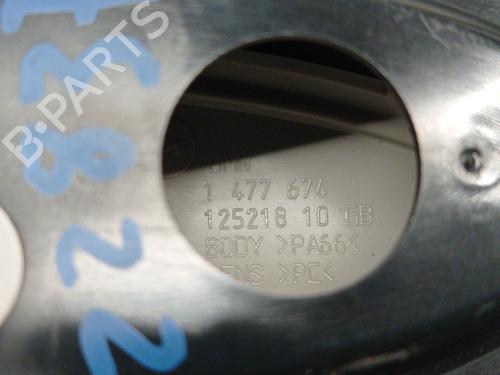 B-PARTS
BMW
1 477 674
125218 10 GB
BODY >PA66<
LENS >PC<